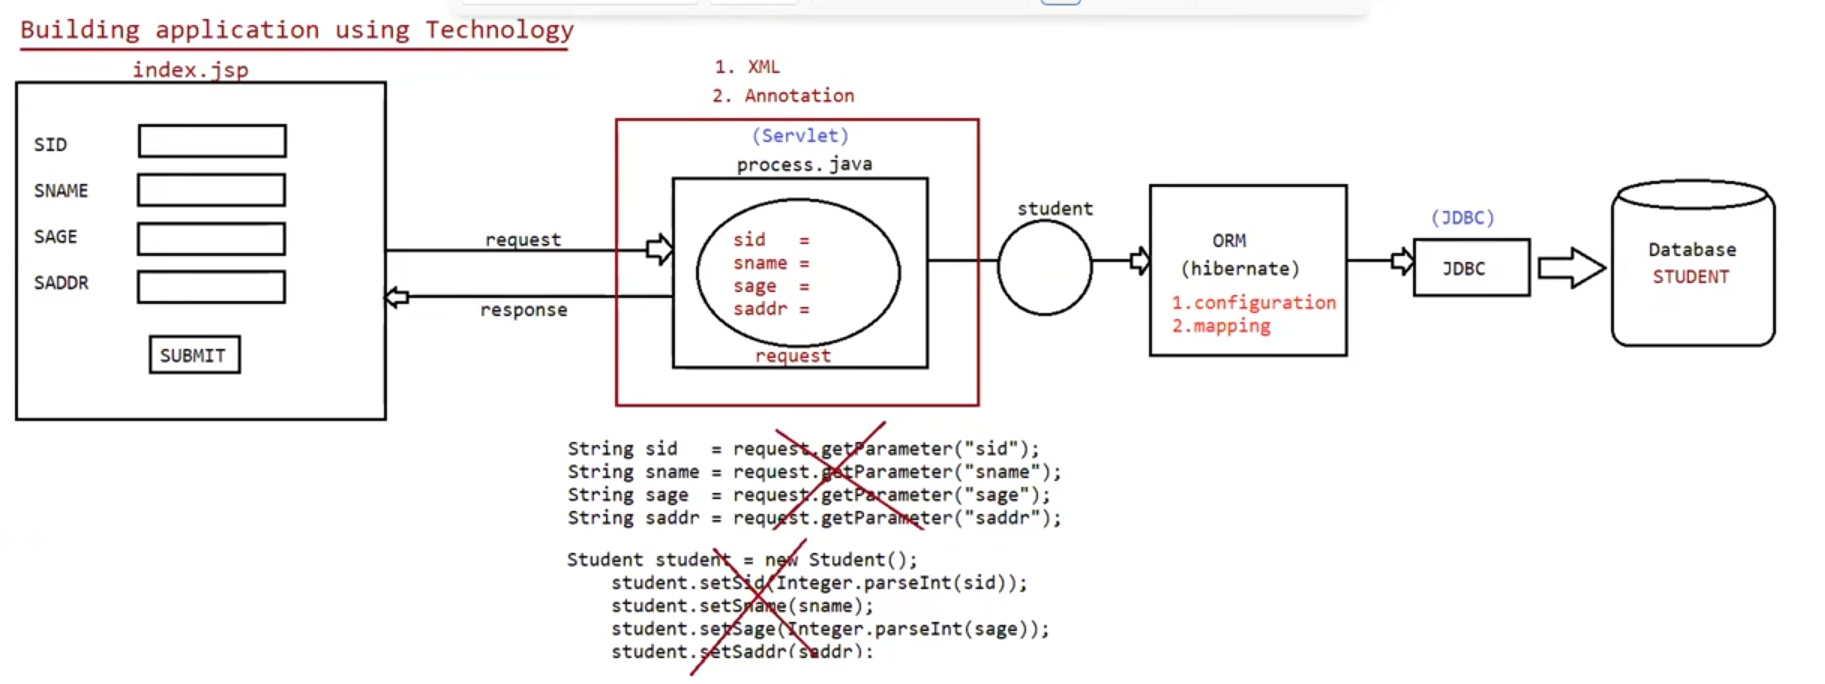 Building application using Technology
index.jsp
SID
SNAME
SAGE
SADDR
SUBMIT
request
response
1. XML
2. Annotation
(Servlet)
process.java
sid =
sname =
sage =
saddr =
request
student
ORM
(hibernate)
1.configuration
2.mapping
(JDBC)
JDBC
Database
STUDENT
String sid = request.getParameter("sid");
String sname = request.getParameter("sname");
String sage = request.getParameter("sage");
String saddr = request.getParameter("saddr");
Student student = new Student();
student.setSid(Integer.parseInt(sid));
student.setSname(sname);
student.setSage(Integer.parseInt(sage));
student.setSaddr(saddr);